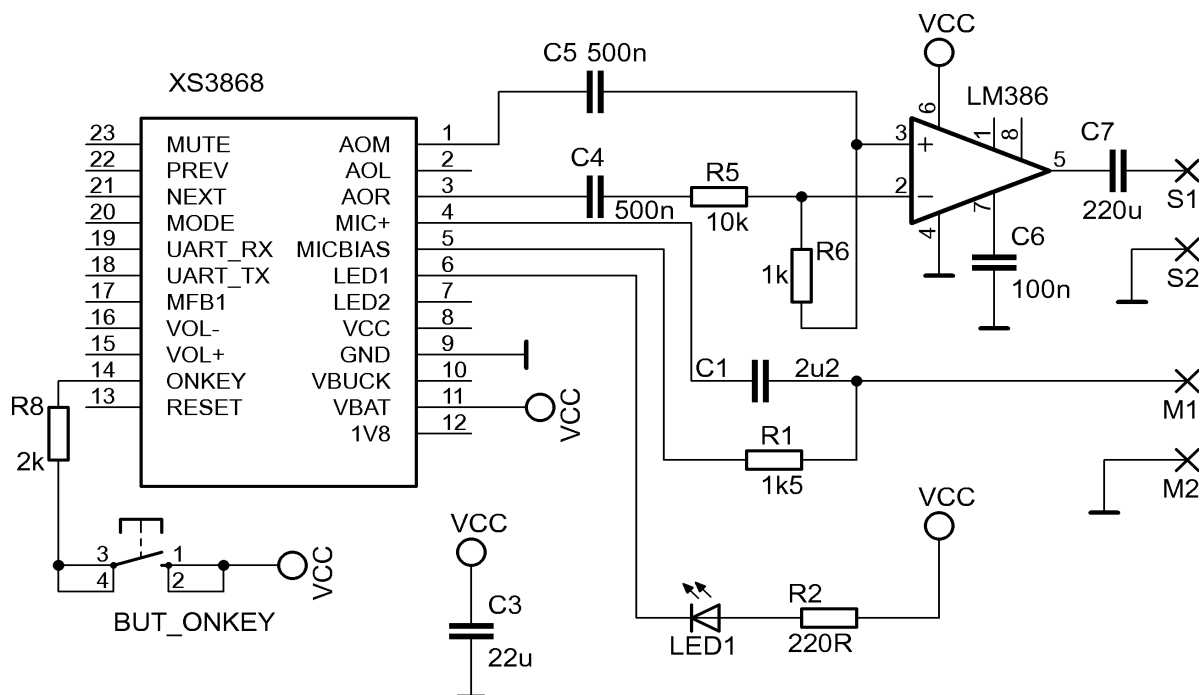 VCC
C5 500n
XS3868
6
LM386
1
8
23 MUTE AOM 1
22 PREV AOL 2
21 NEXT AOR 3
20 MODE MIC+ 4
19 UART_RX MICBIAS 5
18 UART_TX LED1 6
17 MFB1 LED2 7
16 VOL- VCC 8
15 VOL+ GND 9
14 ONKEY VBUCK 10
13 RESET VBAT 11
1V8 12
C4
500n
R5
10k
R6
1k
3 +
2 −
4
7
5
C7
220u
S1
C6
100n
S2
C1 2u2
M1
R1
1k5
M2
VCC
R8
2k
VCC
VCC
3 1
4 2
VCC
BUT_ONKEY
C3
22u
LED1
R2
220R